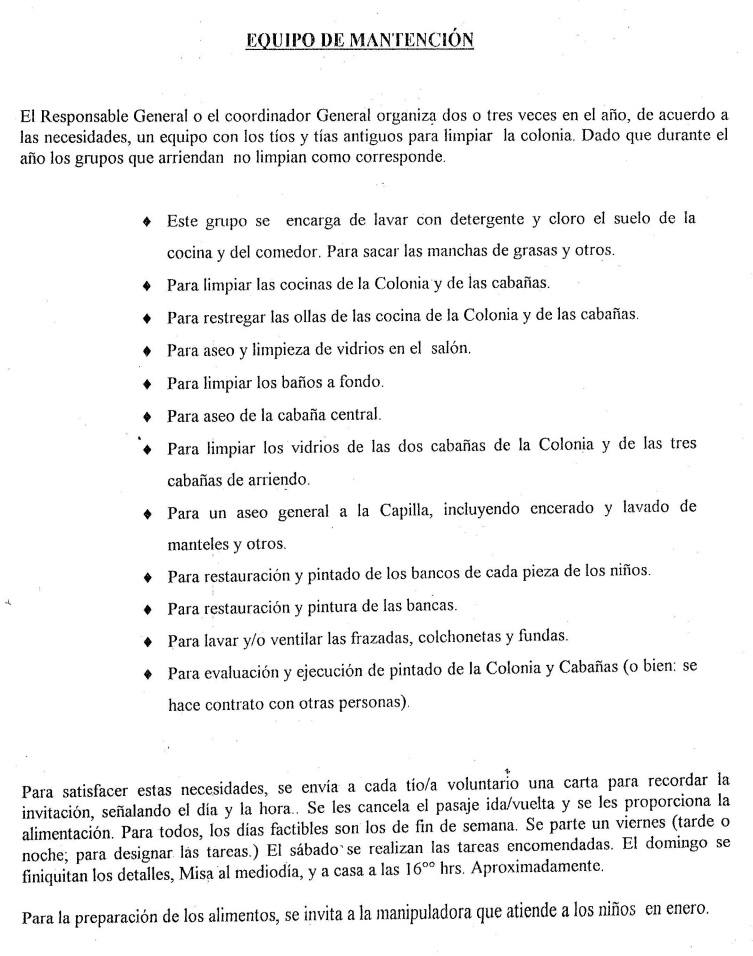 EQUIPO DE MANTENCIÓN
El Responsable General o el coordinador General organiza dos o tres veces en el año, de acuerdo a
las necesidades, un equipo con los tíos y tías antiguos para limpiar la colonia. Dado que durante el
año los grupos que arriendan no limpian como corresponde.
♦ Este grupo se encarga de lavar con detergente y cloro el suelo de la
cocina y del comedor. Para sacar las manchas de grasas y otros.
♦ Para limpiar las cocinas de la Colonia y de las cabañas.
♦ Para restregar las ollas de las cocina de la Colonia y de las cabañas.
♦ Para aseo y limpieza de vidrios en el salón.
♦ Para limpiar los baños a fondo.
♦ Para aseo de la cabaña central.
♦ Para limpiar los vidrios de las dos cabañas de la Colonia y de las tres
cabañas de arriendo.
♦ Para un aseo general a la Capilla, incluyendo encerado y lavado de
manteles y otros.
♦ Para restauración y pintado de los bancos de cada pieza de los niños.
♦ Para restauración y pintura de las bancas.
♦ Para lavar y/o ventilar las frazadas, colchonetas y fundas.
♦ Para evaluación y ejecución de pintado de la Colonia y Cabañas (o bien: se
hace contrato con otras personas).
Para satisfacer estas necesidades, se envía a cada tío/a voluntario una carta para recordar la
invitación, señalando el día y la hora.. Se les cancela el pasaje ida/vuelta y se les proporciona la
alimentación. Para todos, los días factibles son los de fin de semana. Se parte un viernes (tarde o
noche; para designar las tareas.) El sábado se realizan las tareas encomendadas. El domingo se
finiquitan los detalles, Misa al mediodía, y a casa a las 16°° hrs. Aproximadamente.
Para la preparación de los alimentos, se invita a la manipuladora que atiende a los niños en enero.